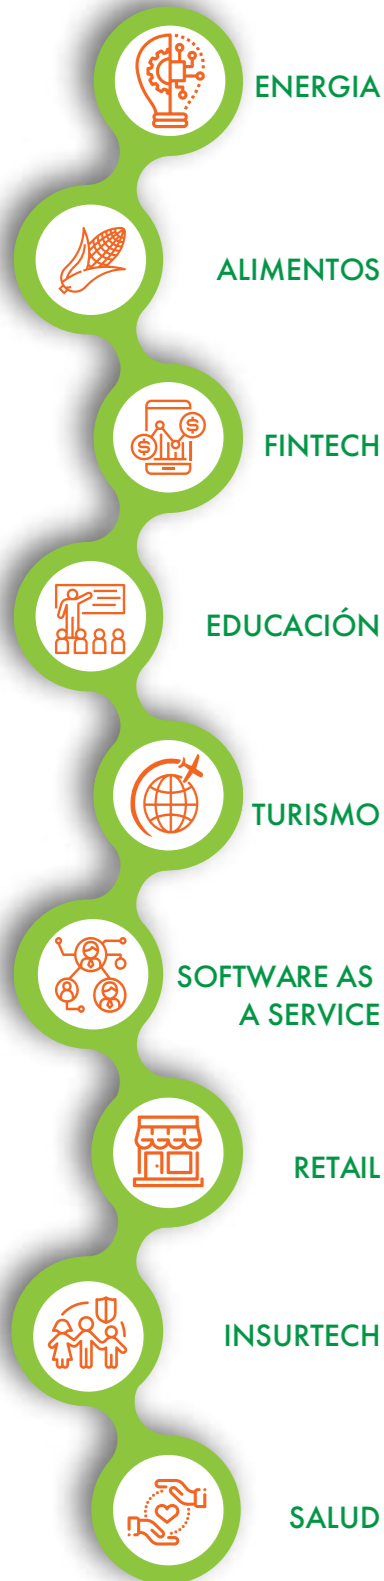 ENERGIA
ALIMENTOS
FINTECH
EDUCACIÓN
TURISMO
SOFTWARE AS
A SERVICE
RETAIL
INSURTECH
SALUD